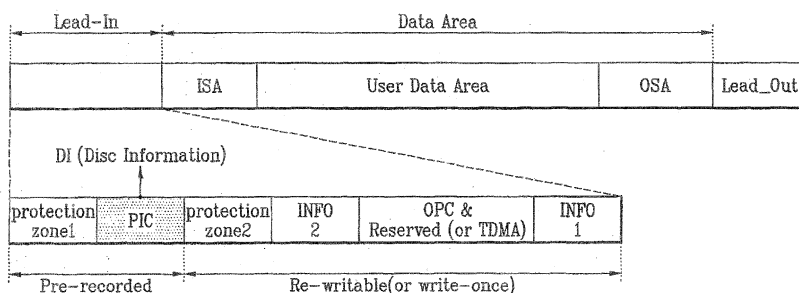 Lead-In
Data Area
ISA
User Data Area
OSA
Lead_Out
DI (Disc Information)
protection
zone1
PIC
protection
zone2
INFO
2
OPC &
Reserved (or TDMA)
INFO
1
Pre-recorded
Re-writable(or write-once)